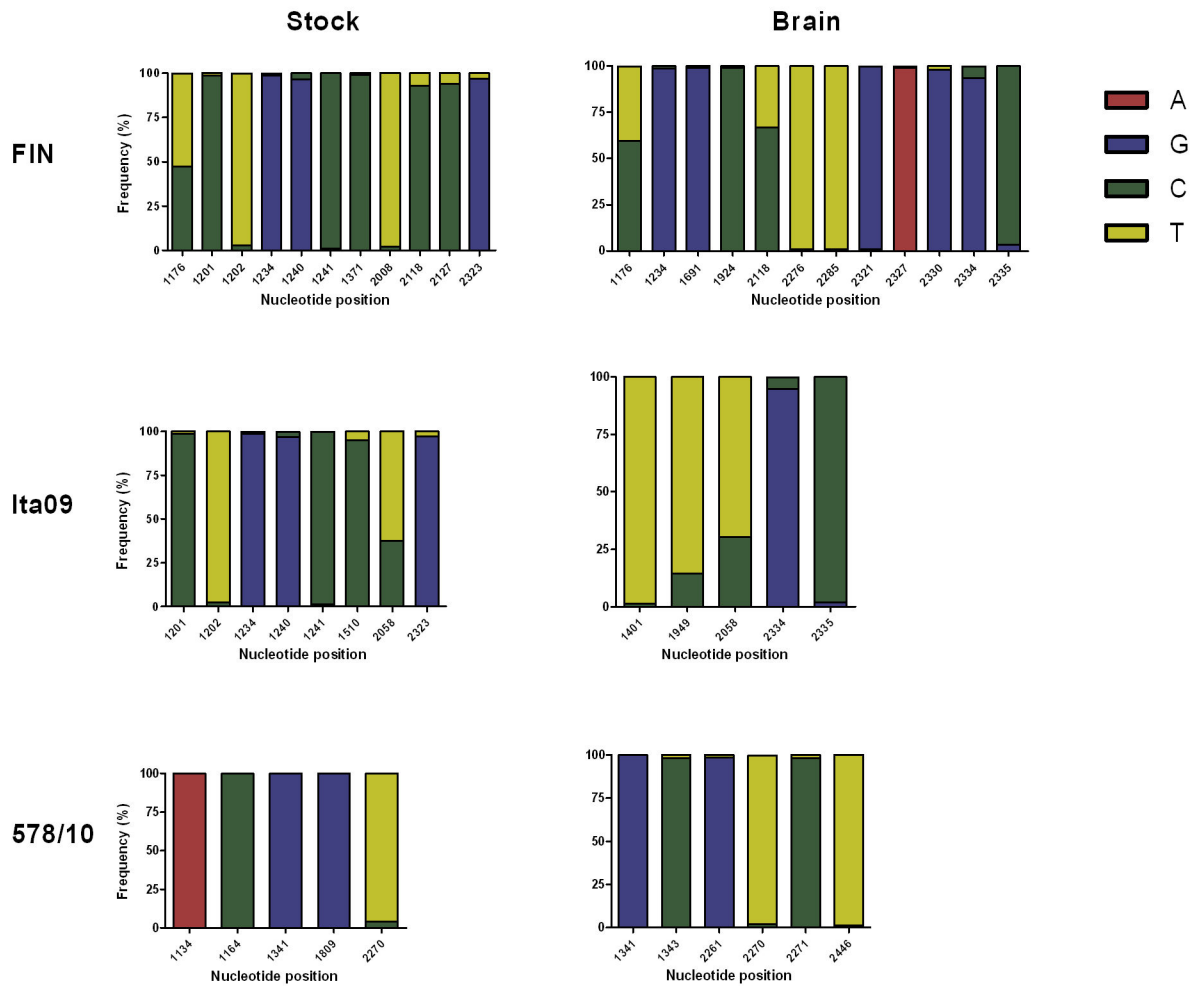 Stock
Brain
FIN
Frequency (%)
100
75
50
25
0
1176 1201 1202 1234 1240 1241 1371 2008 2118 2127 2323
Nucleotide position
100
75
50
25
0
1176 1234 1691 1924 2118 2276 2285 2321 2327 2330 2334 2335
Nucleotide position
A
G
C
T
Ita09
Frequency (%)
100
75
50
25
0
1201 1202 1234 1240 1241 1510 2058 2323
Nucleotide position
100
75
50
25
0
1401 1949 2058 2334 2335
Nucleotide position
578/10
Frequency (%)
100
75
50
25
0
1134 1164 1341 1809 2270
Nucleotide position
100
75
50
25
0
1341 1343 2261 2270 2271 2446
Nucleotide position